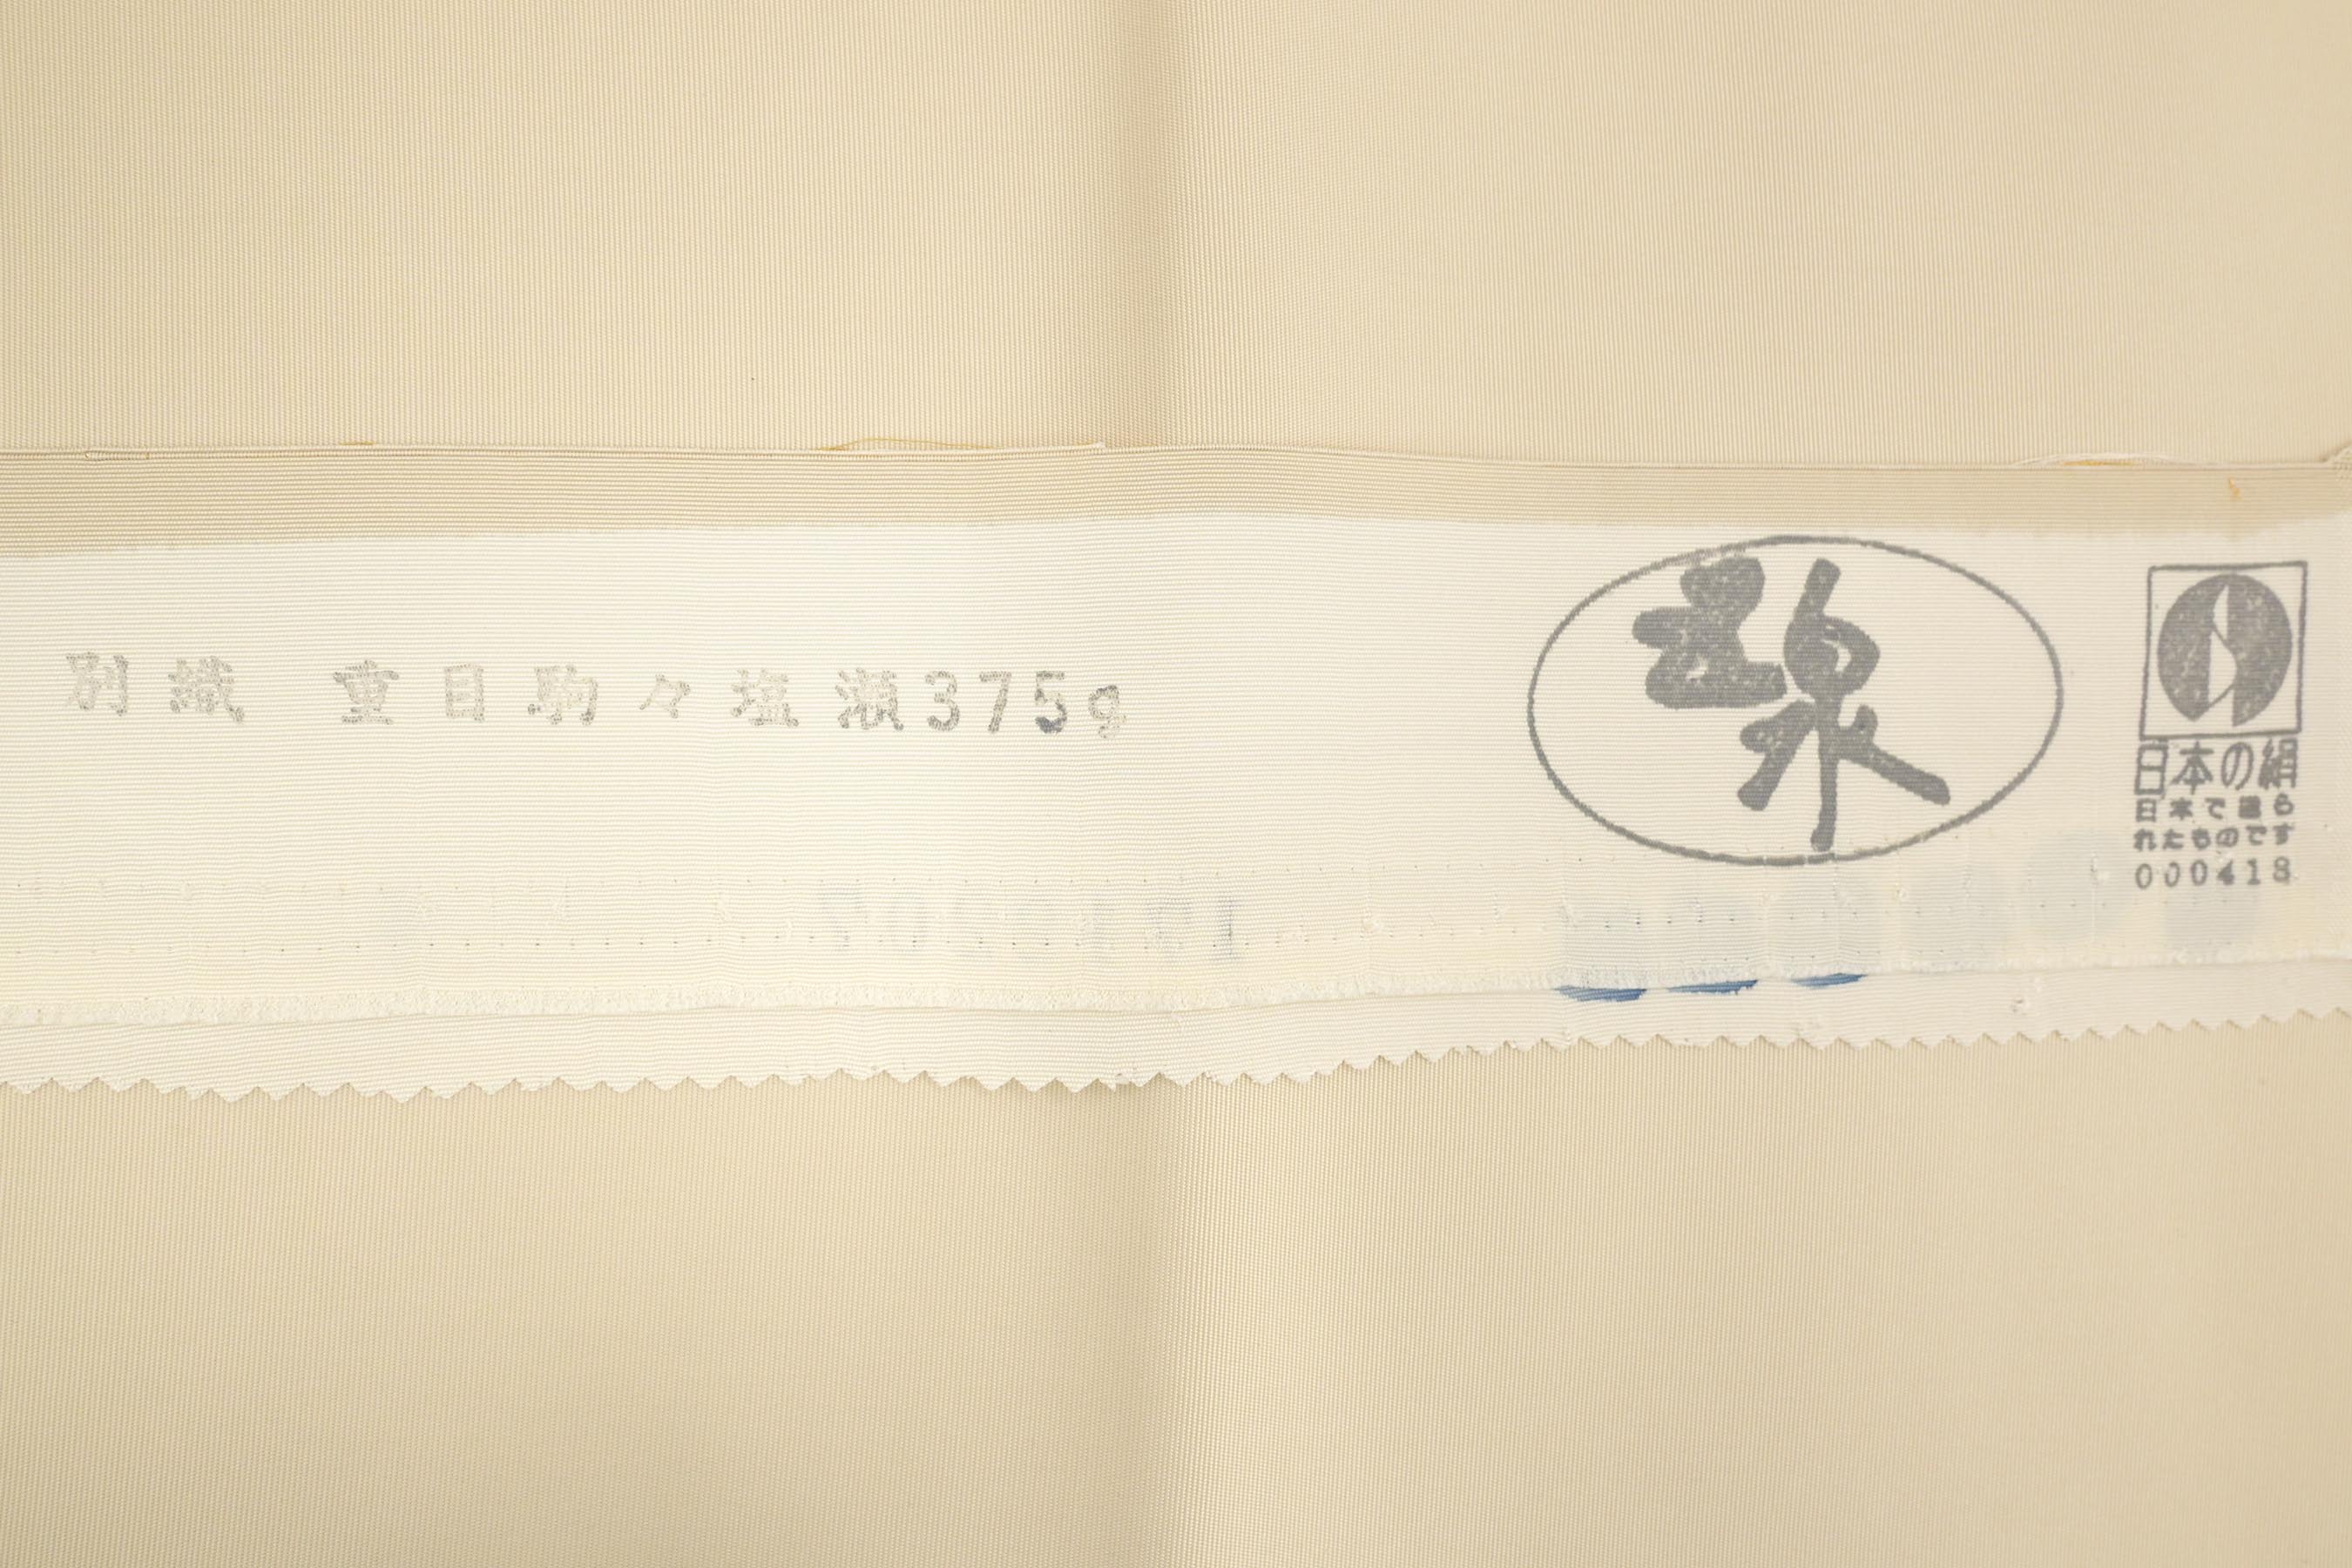 別織 重目駒々塩瀬375g
泉
日本の絹
日本で織ら
れたものです
000418